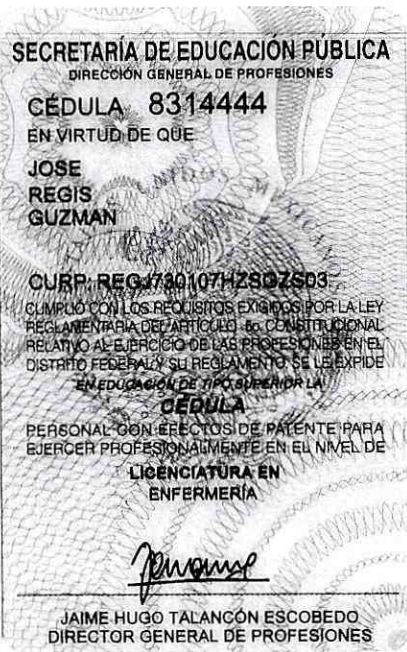 SECRETARÍA DE EDUCACIÓN PÚBLICA
DIRECCIÓN GENERAL DE PROFESIONES
CÉDULA 8314444
EN VIRTUD DE QUE
JOSE
REGIS
GUZMAN
CURP: REGJ730107HZSGZS03
CUMPLIÓ CON LOS REQUISITOS EXIGIDOS POR LA LEY
REGLAMENTARIA DEL ARTÍCULO 5o. CONSTITUCIONAL
RELATIVO AL EJERCICIO DE LAS PROFESIONES EN EL
DISTRITO FEDERAL Y SU REGLAMENTO SE LE EXPIDE
EN EDUCACIÓN DE TIPO SUPERIOR LA
CÉDULA
PERSONAL CON EFECTOS DE PATENTE PARA
EJERCER PROFESIONALMENTE EN EL NIVEL DE
LICENCIATURA EN
ENFERMERÍA
JAIME HUGO TALANCÓN ESCOBEDO
DIRECTOR GENERAL DE PROFESIONES